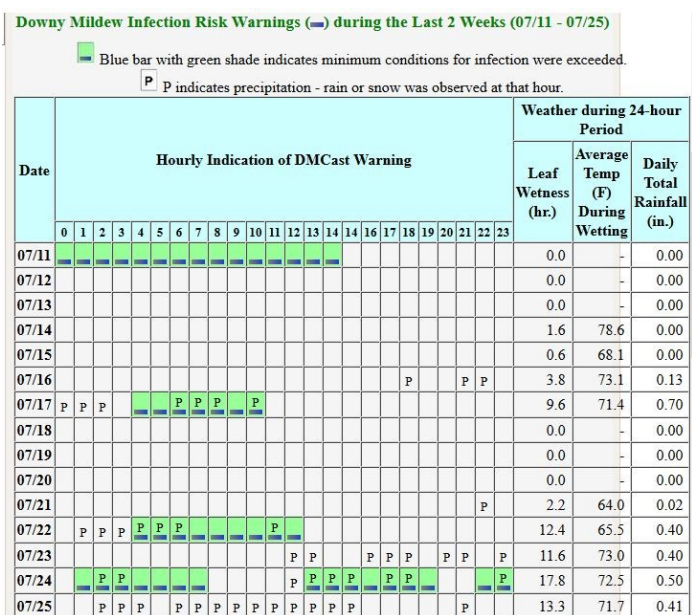 Downy Mildew Infection Risk Warnings () during the Last 2 Weeks (07/11 - 07/25)
Blue bar with green shade indicates minimum conditions for infection were exceeded.
P P indicates precipitation - rain or snow was observed at that hour.
Date
Hourly Indication of DMCast Warning
Weather during 24-hour
Period
Leaf
Wetness
(hr.)
Average
Temp
(F)
During
Wetting
Daily
Total
Rainfall
(in.)
0 1 2 3 4 5 6 7 8 9 10 11 12 13 14 14 16 17 18 19 20 21 22 23
07/11 0.0 - 0.00
07/12 0.0 - 0.00
07/13 0.0 - 0.00
07/14 1.6 78.6 0.00
07/15 0.6 68.1 0.00
07/16 P P P 3.8 73.1 0.13
07/17 P P P P P P P 9.6 71.4 0.70
07/18 0.0 - 0.00
07/19 0.0 - 0.00
07/20 0.0 - 0.00
07/21 P 2.2 64.0 0.02
07/22 P P P P P P P 12.4 65.5 0.40
07/23 P P P P P P P P 11.6 73.0 0.40
07/24 P P P P P P P P P 17.8 72.5 0.50
07/25 P P P P P P P P P P P P P P 13.3 71.7 0.41